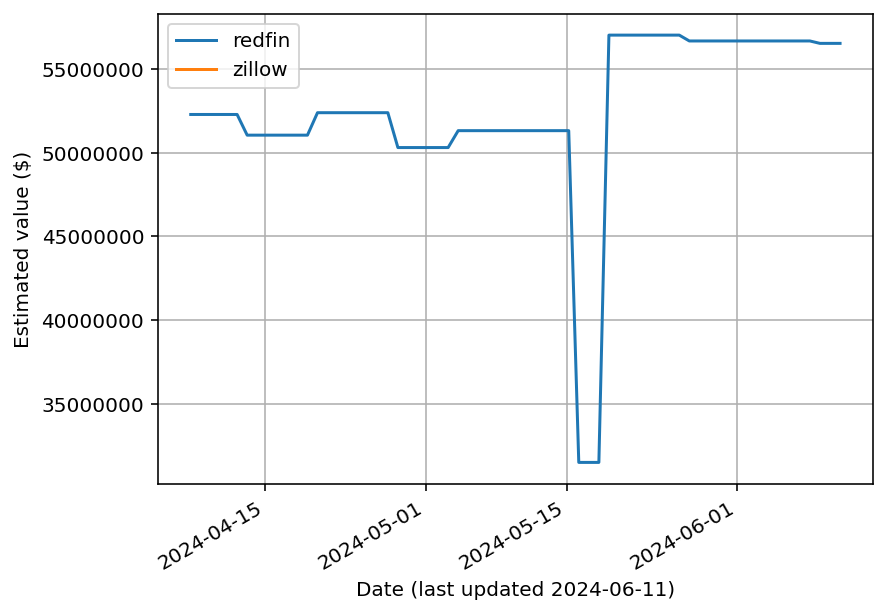 redfin
zillow
55000000
50000000
45000000
40000000
35000000
Estimated value ($)
2024-04-15
2024-05-01
2024-05-15
2024-06-01
Date (last updated 2024-06-11)